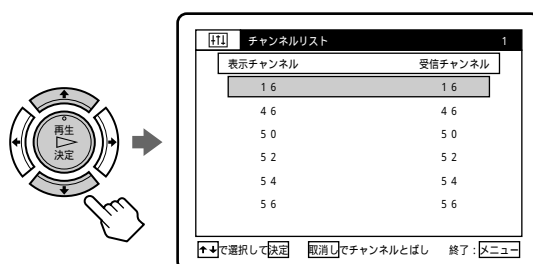 チャンネルリスト 1
表示チャンネル 受信チャンネル
16 16
46 46
50 50
52 52
54 54
56 56
再生
決定
↑↓で選択して決定 取消しでチャンネルとばし 終了:メニュー